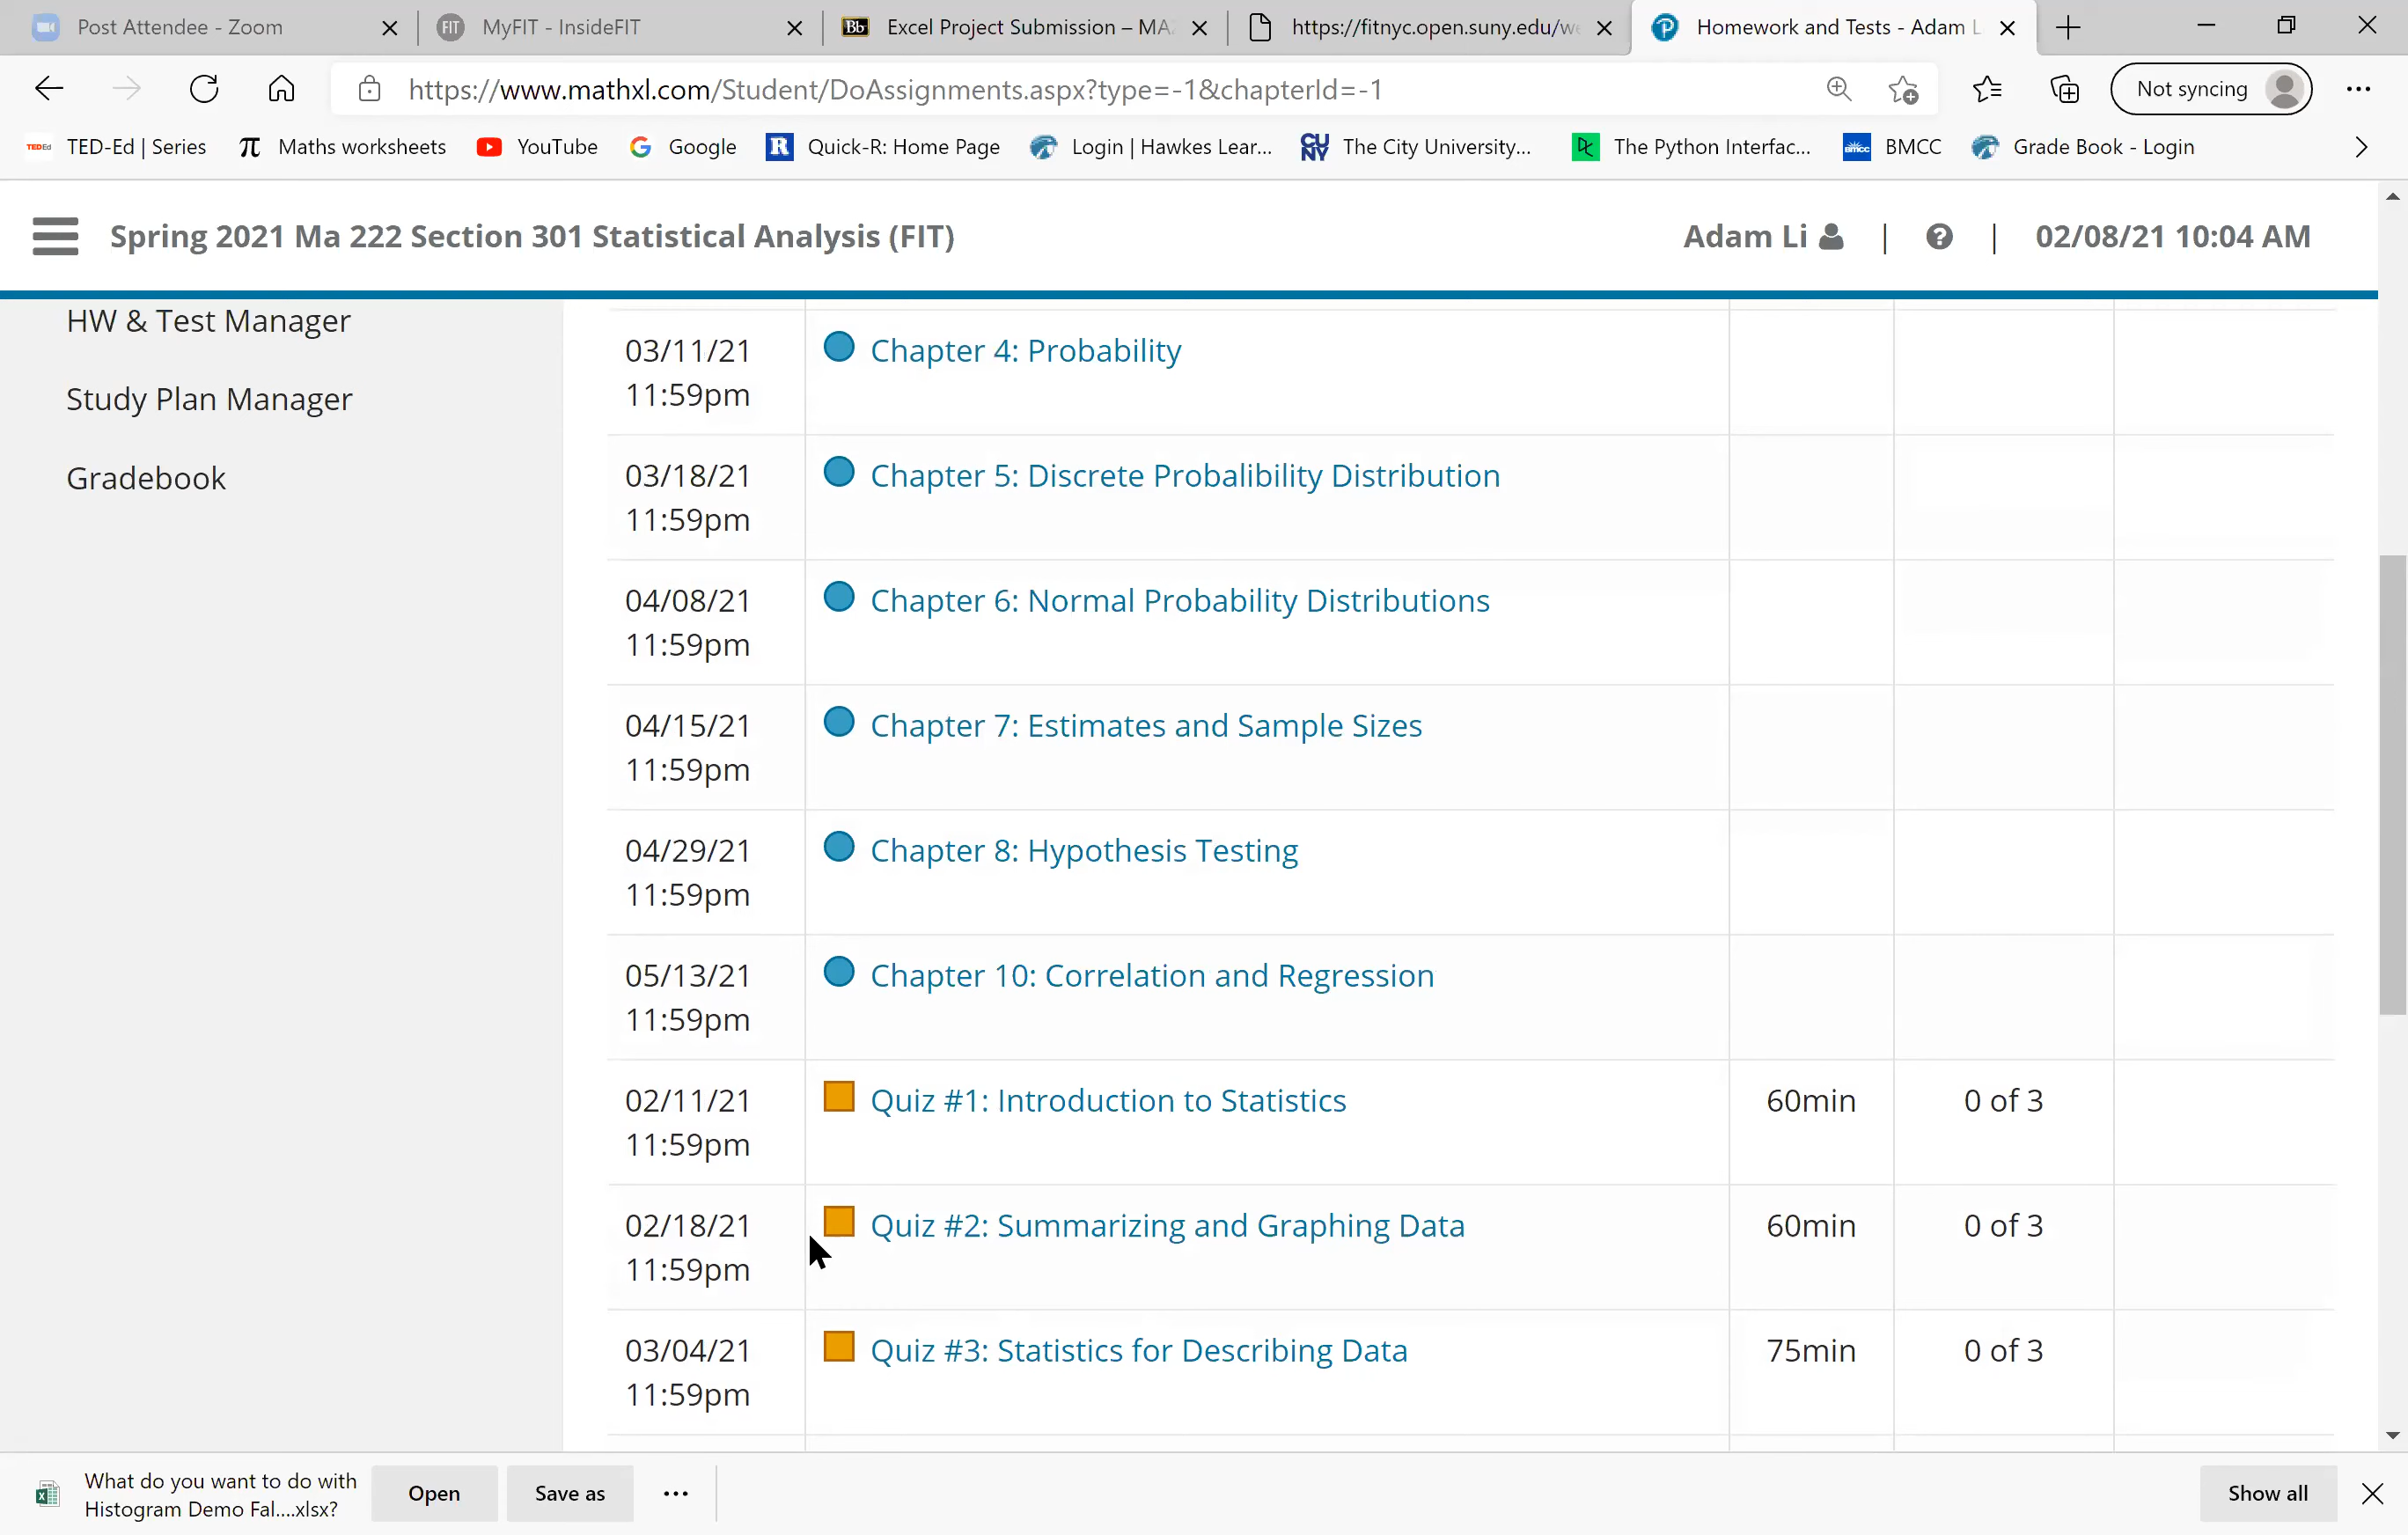 Post Attendee - Zoom
FIT MyFIT - InsideFIT
Bb Excel Project Submission – MA
https://fitnyc.open.suny.edu/w
Homework and Tests - Adam L
https://www.mathxl.com/Student/DoAssignments.aspx?type=-1&chapterId=-1
Not syncing
TED-Ed TED-Ed | Series
π Maths worksheets
YouTube
G Google
R Quick-R: Home Page
Login | Hawkes Lear...
CUNY The City University...
The Python Interfac...
BMCC BMCC
Grade Book - Login
Spring 2021 Ma 222 Section 301 Statistical Analysis (FIT)
Adam Li | ? | 02/08/21 10:04 AM
HW & Test Manager
Study Plan Manager
Gradebook
03/11/21 Chapter 4: Probability
11:59pm
03/18/21 Chapter 5: Discrete Probalibility Distribution
11:59pm
04/08/21 Chapter 6: Normal Probability Distributions
11:59pm
04/15/21 Chapter 7: Estimates and Sample Sizes
11:59pm
04/29/21 Chapter 8: Hypothesis Testing
11:59pm
05/13/21 Chapter 10: Correlation and Regression
11:59pm
02/11/21 Quiz #1: Introduction to Statistics 60min 0 of 3
11:59pm
02/18/21 Quiz #2: Summarizing and Graphing Data 60min 0 of 3
11:59pm
03/04/21 Quiz #3: Statistics for Describing Data 75min 0 of 3
11:59pm
What do you want to do with
Histogram Demo Fal....xlsx?
Open
Save as
...
Show all